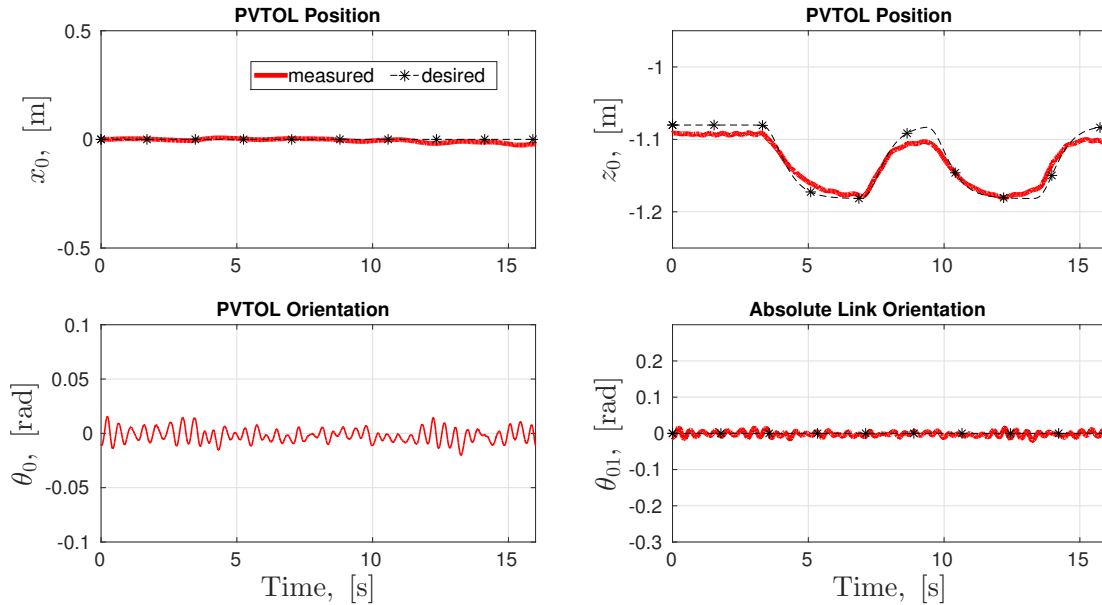 PVTOL Position
0.5
0
-0.5
x₀, [m]
measured
desired
0 5 10 15
PVTOL Position
-1
-1.1
-1.2
z₀, [m]
0 5 10 15
PVTOL Orientation
0.1
0.05
0
-0.05
-0.1
θ₀, [rad]
0 5 10 15
Time, [s]
Absolute Link Orientation
0.2
0.1
0
-0.1
-0.2
-0.3
θ₀₁, [rad]
0 5 10 15
Time, [s]